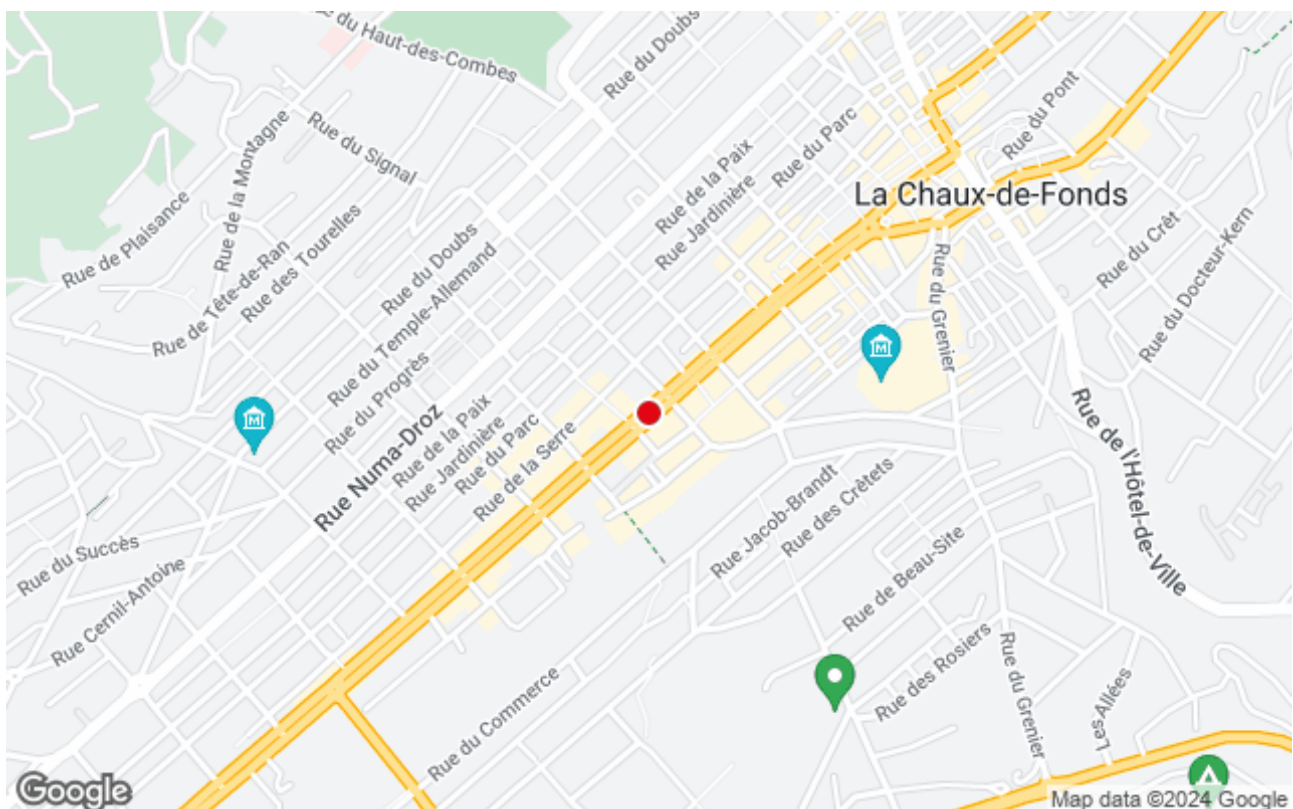 Rue du Haut-des-Combes
Rue du Doubs
Rue du Signal
Rue de la Montagne
Rue de Plaisance
Rue de Tête-de-Ran
Rue des Tourelles
Rue du Doubs
Rue du Temple-Allemand
Rue du Progrès
Rue Numa-Droz
Rue de la Paix
Rue Jardinière
Rue du Parc
Rue de la Serre
Rue de la Paix
Rue Jardinière
Rue du Parc
Rue du Pont
La Chaux-de-Fonds
Rue du Crêt
Rue du Docteur-Kern
Rue du Grenier
M
M
Rue de l'Hôtel-de-Ville
Rue du Succès
Rue Cernil-Antoine
Rue Jacob-Brandt
Rue des Crêtets
Rue de Beau-Site
Rue des Rosiers
Rue du Grenier
Les-Allées
Rue du Commerce
Google
Map data ©2024 Google